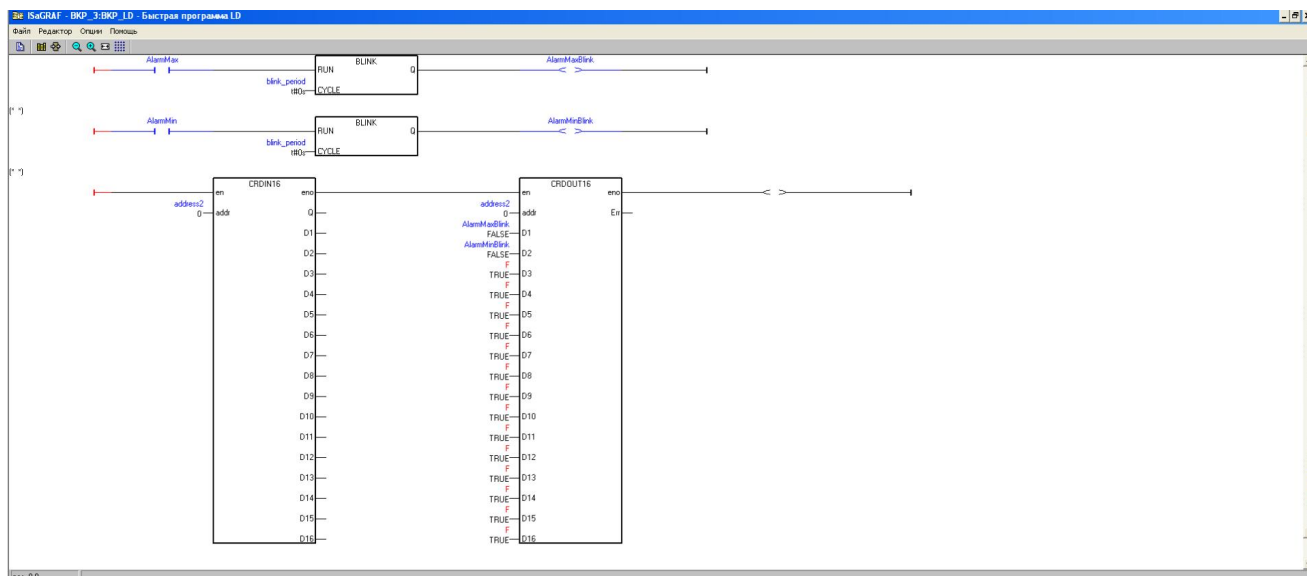 ISaGRAF - BKP_3:BKP_LD - Быстрая программа LD
Файл Редактор Опции Помощь
AlarmMax BLINK AlarmMaxBlink
RUN Q
blink_period
t#0s CYCLE
(* *)
AlarmMin BLINK AlarmMinBlink
RUN Q
blink_period
t#0s CYCLE
(* *)
CRDIN16 CRDOUT16
en eno en eno
address2 address2
0 addr Q 0 addr Err
AlarmMaxBlink
D1 FALSE D1
AlarmMinBlink
D2 FALSE D2
F
D3 TRUE D3
F
D4 TRUE D4
F
D5 TRUE D5
F
D6 TRUE D6
F
D7 TRUE D7
F
D8 TRUE D8
F
D9 TRUE D9
F
D10 TRUE D10
F
D11 TRUE D11
F
D12 TRUE D12
F
D13 TRUE D13
F
D14 TRUE D14
F
D15 TRUE D15
F
D16 TRUE D16